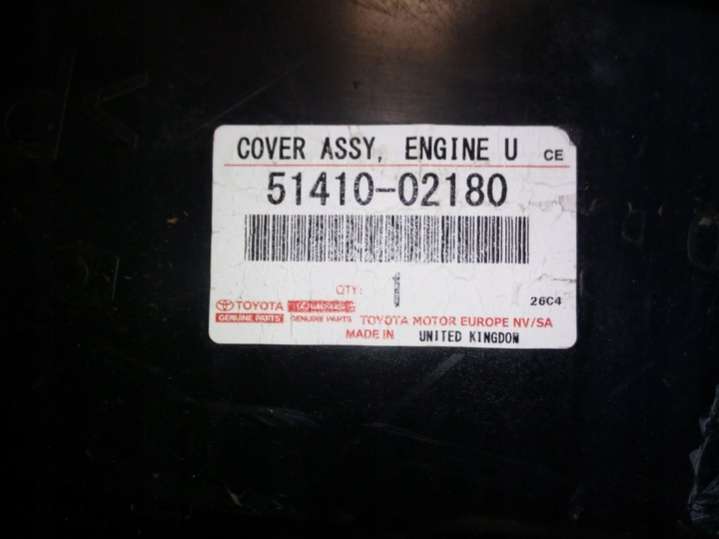 COVER ASSY, ENGINE U CE
51410-02180
QTY: 1
26C4
TOYOTA
GENUINE PARTS GENUINE PARTS TOYOTA MOTOR EUROPE NV/SA
MADE IN UNITED KINGDOM